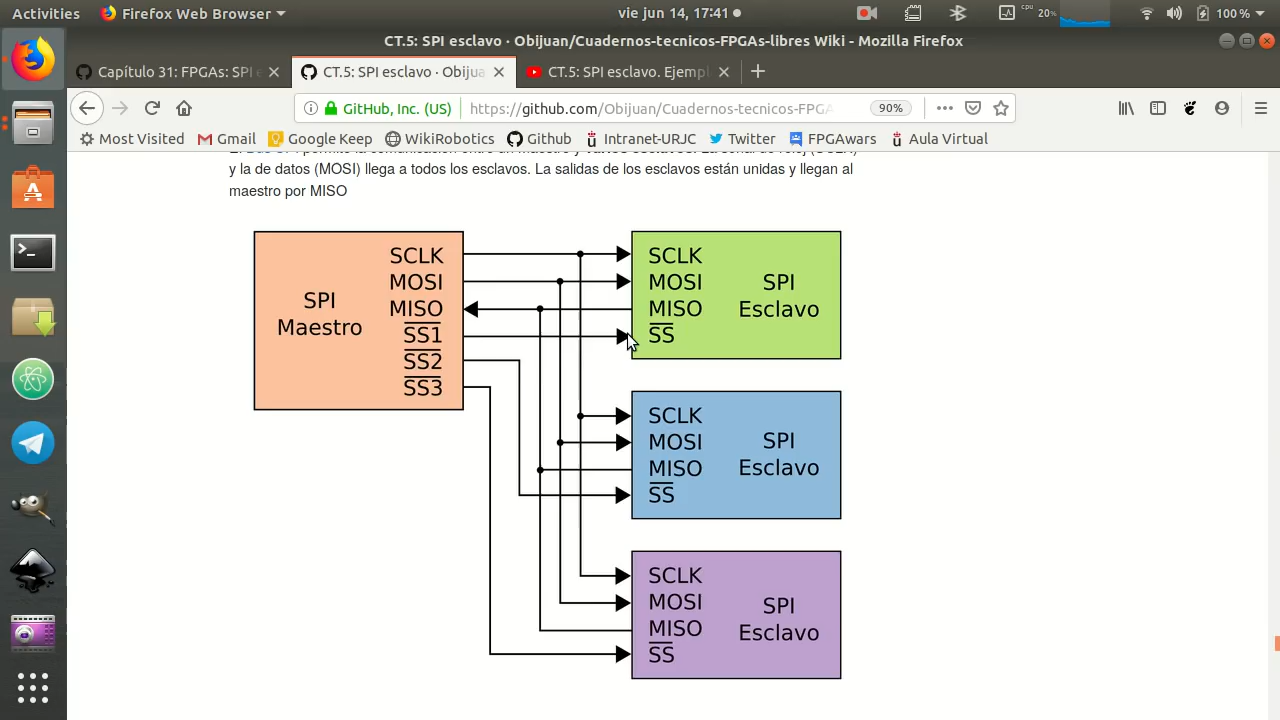 Activities Firefox Web Browser vie jun 14, 17:41 cpu 20% 100 %
CT.5: SPI esclavo · Obijuan/Cuadernos-tecnicos-FPGAs-libres Wiki - Mozilla Firefox
Capítulo 31: FPGAs: SPI e CT.5: SPI esclavo · Obijua CT.5: SPI esclavo. Ejempl
GitHub, Inc. (US) https://github.com/Obijuan/Cuadernos-tecnicos-FPGA 90%
Most Visited Gmail Google Keep WikiRobotics Github Intranet-URJC Twitter FPGAwars Aula Virtual
y la de datos (MOSI) llega a todos los esclavos. La salidas de los esclavos están unidas y llegan al
maestro por MISO
SPI
Maestro
SCLK
MOSI
MISO
SS1
SS2
SS3
SCLK
MOSI
MISO
SS
SPI
Esclavo
SCLK
MOSI
MISO
SS
SPI
Esclavo
SCLK
MOSI
MISO
SS
SPI
Esclavo